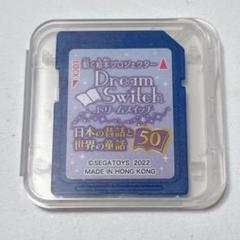 動く絵本プロジェクター
Dream
Switch
ドリームスイッチ
日本の昔話と
世界の童話
50
©SEGATOYS 2022
MADE IN HONG KONG
LOCK